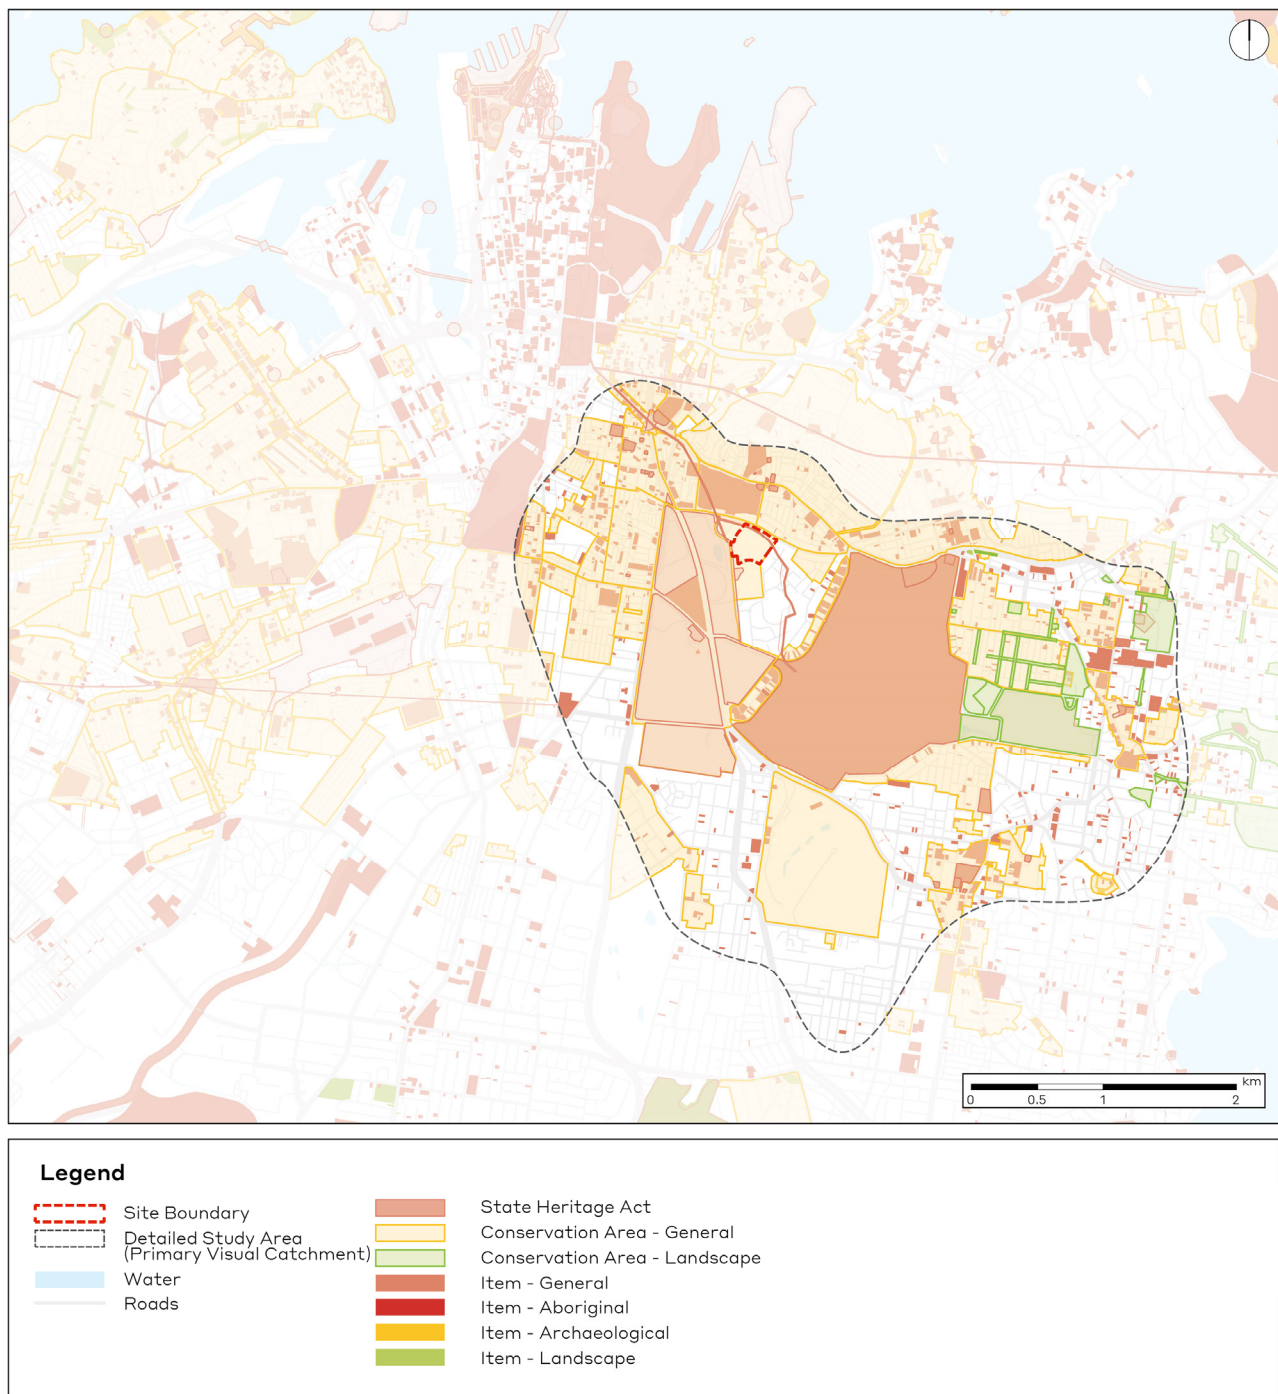 km
0 0.5 1 2
Legend
Site Boundary
Detailed Study Area
(Primary Visual Catchment)
Water
Roads
State Heritage Act
Conservation Area - General
Conservation Area - Landscape
Item - General
Item - Aboriginal
Item - Archaeological
Item - Landscape